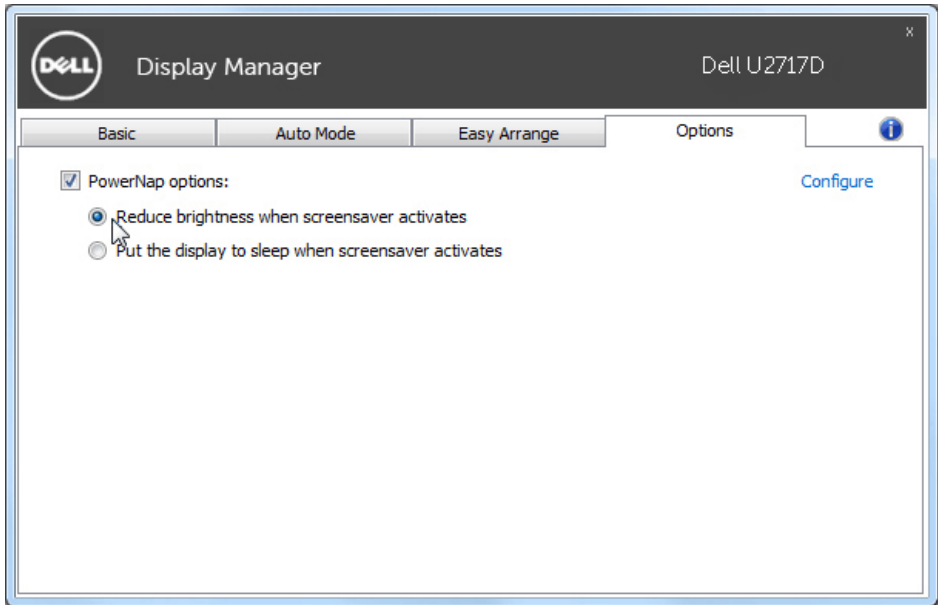 x
DELL Display Manager Dell U2717D
Basic Auto Mode Easy Arrange Options i
PowerNap options: Configure
Reduce brightness when screensaver activates
Put the display to sleep when screensaver activates